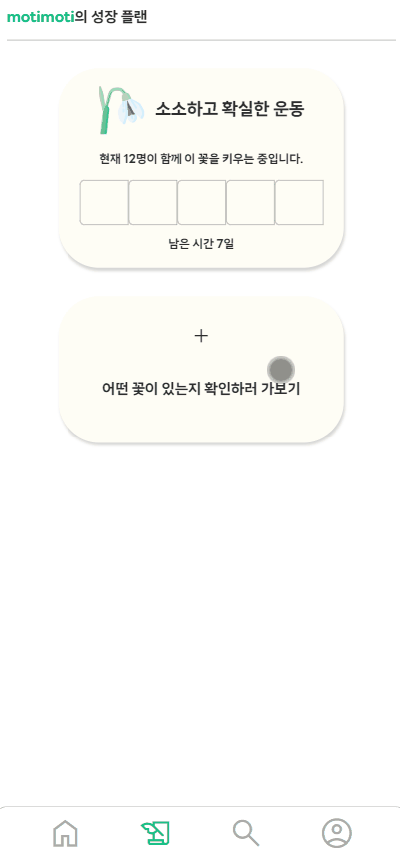 motimoti의 성장 플랜
소소하고 확실한 운동
현재 12명이 함께 이 꽃을 키우는 중입니다.
남은 시간 7일
+
어떤 꽃이 있는지 확인하러 가보기